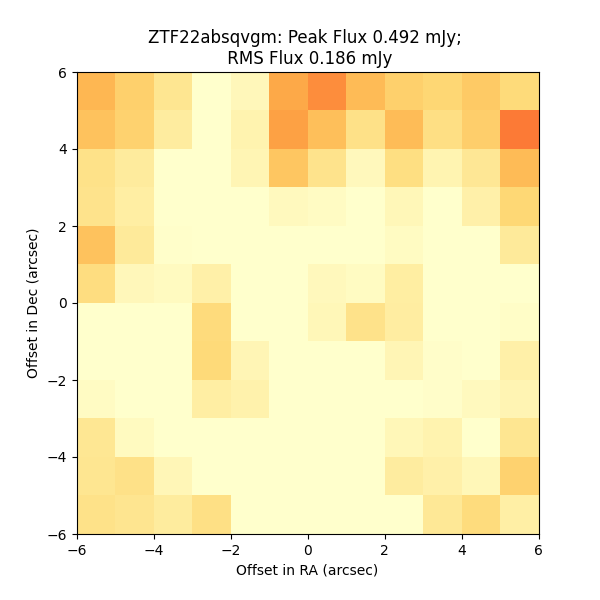 ZTF22absqvgm: Peak Flux 0.492 mJy;
RMS Flux 0.186 mJy
6
4
2
0
−2
−4
−6
Offset in Dec (arcsec)
−6 −4 −2 0 2 4 6
Offset in RA (arcsec)